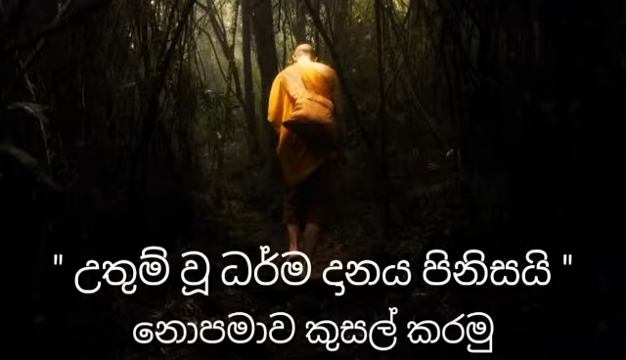 " උතුම් වූ ධර්ම දානය පිනිසයි "
නොපමාව කුසල් කරමු